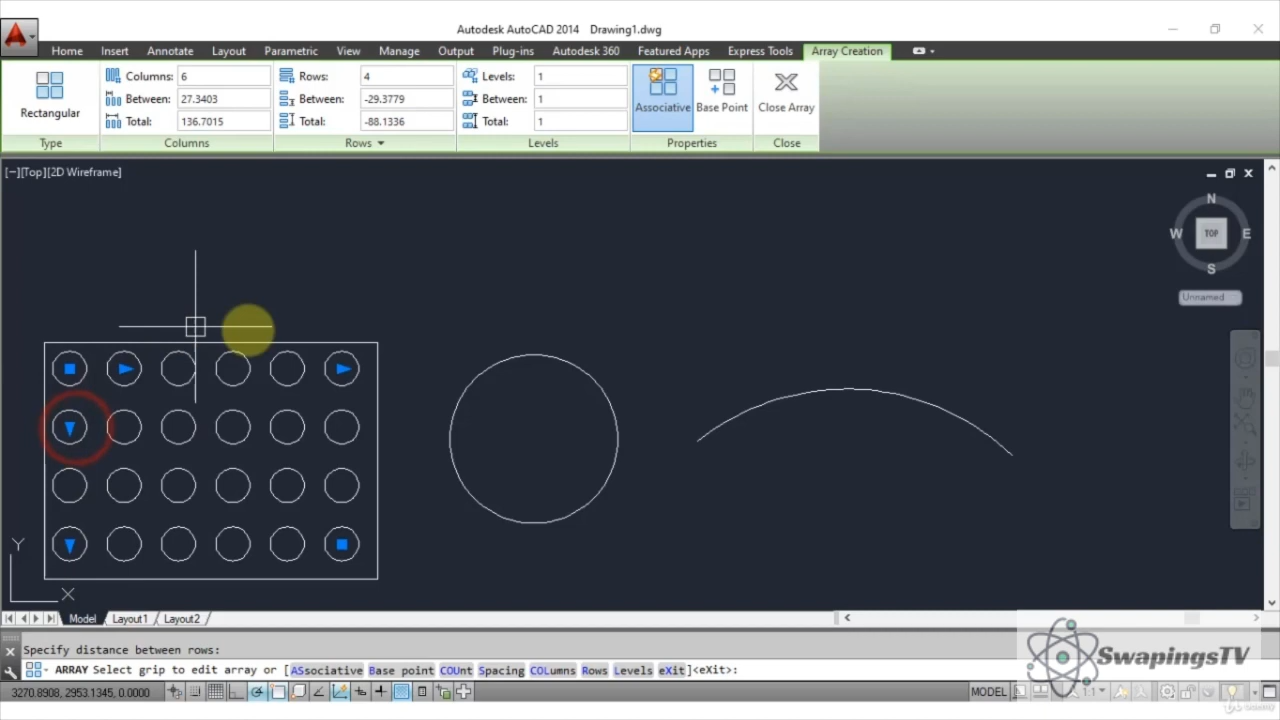 Autodesk AutoCAD 2014 Drawing1.dwg
Home Insert Annotate Layout Parametric View Manage Output Plug-ins Autodesk 360 Featured Apps Express Tools Array Creation
Columns: 6 Rows: 4 Levels: 1
Between: 27.3403 Between: -29.3779 Between: 1
Rectangular Associative Base Point Close Array
Total: 136.7015 Total: -88.1336 Total: 1
Type Columns Rows Levels Properties Close
[−][Top][2D Wireframe]
N
W TOP E
S
Unnamed
Y
X
Model Layout1 Layout2
Specify distance between rows:
ARRAY Select grip to edit array or [ASsociative Base point COUnt Spacing COLumns Rows Levels eXit]<eXit>:
SwapingsTV
3270.8908, 2953.1345, 0.0000 MODEL 1:1
Udemy